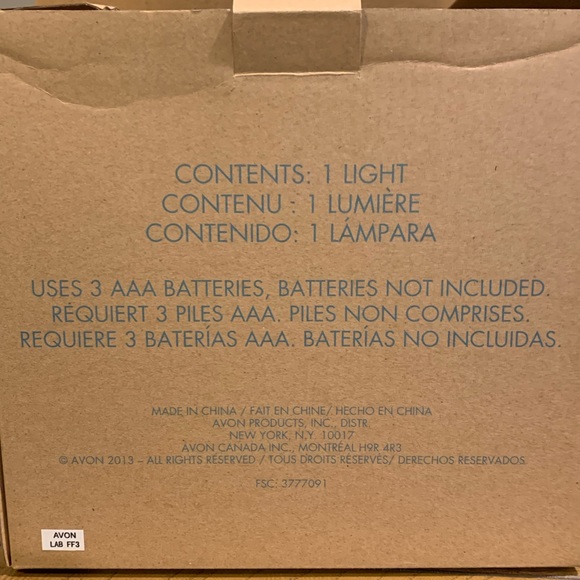 CONTENTS: 1 LIGHT
CONTENU : 1 LUMIÈRE
CONTENIDO: 1 LÁMPARA
USES 3 AAA BATTERIES, BATTERIES NOT INCLUDED.
REQUIERT 3 PILES AAA. PILES NON COMPRISES.
REQUIERE 3 BATERÍAS AAA. BATERÍAS NO INCLUIDAS.
MADE IN CHINA / FAIT EN CHINE/ HECHO EN CHINA
AVON PRODUCTS, INC., DISTR.
NEW YORK, N.Y. 10017
AVON CANADA INC., MONTRÉAL H9R 4R3
© AVON 2013 – ALL RIGHTS RESERVED / TOUS DROITS RÉSERVÉS/ DERECHOS RESERVADOS
FSC: 3777091
AVON
LAB FF3